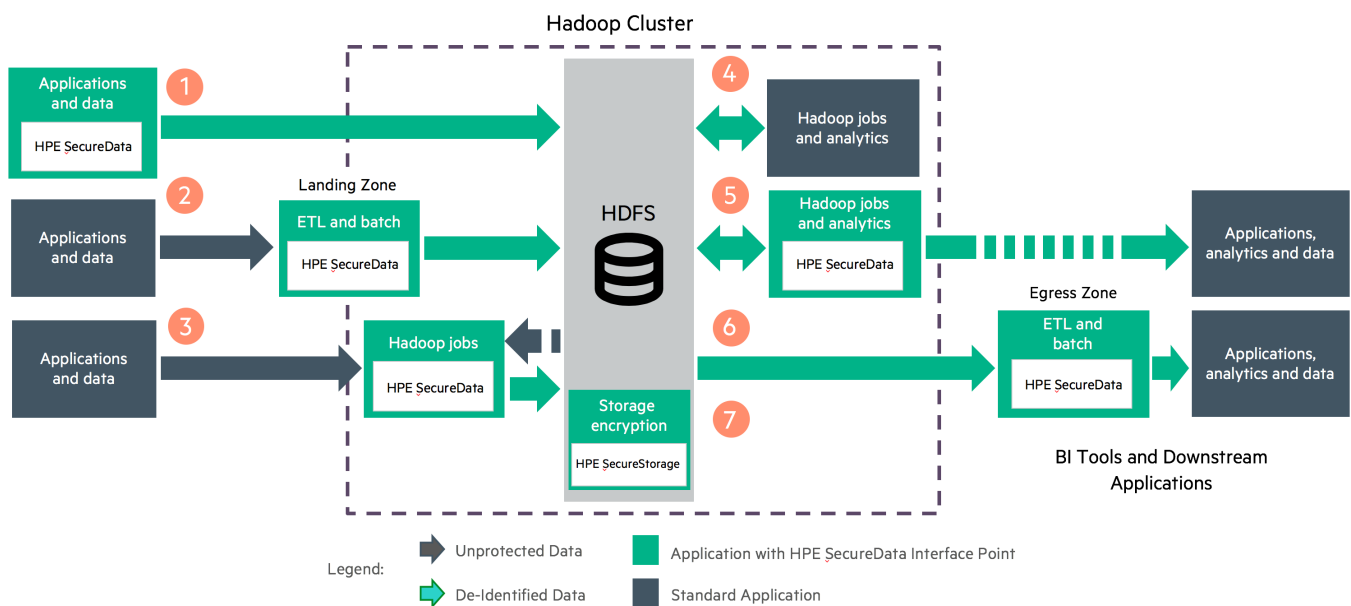 Hadoop Cluster
Applications
and data
HPE SecureData
1
4
Hadoop jobs
and analytics
2
Landing Zone
Applications
and data
ETL and batch
HPE SecureData
HDFS
5
Hadoop jobs
and analytics
HPE SecureData
Applications,
analytics and data
3
Applications
and data
Hadoop jobs
HPE SecureData
6
Egress Zone
ETL and
batch
HPE SecureData
Applications,
analytics and data
Storage
encryption
HPE SecureStorage
7
BI Tools and Downstream
Applications
Legend:
Unprotected Data
Application with HPE SecureData Interface Point
De-Identified Data
Standard Application